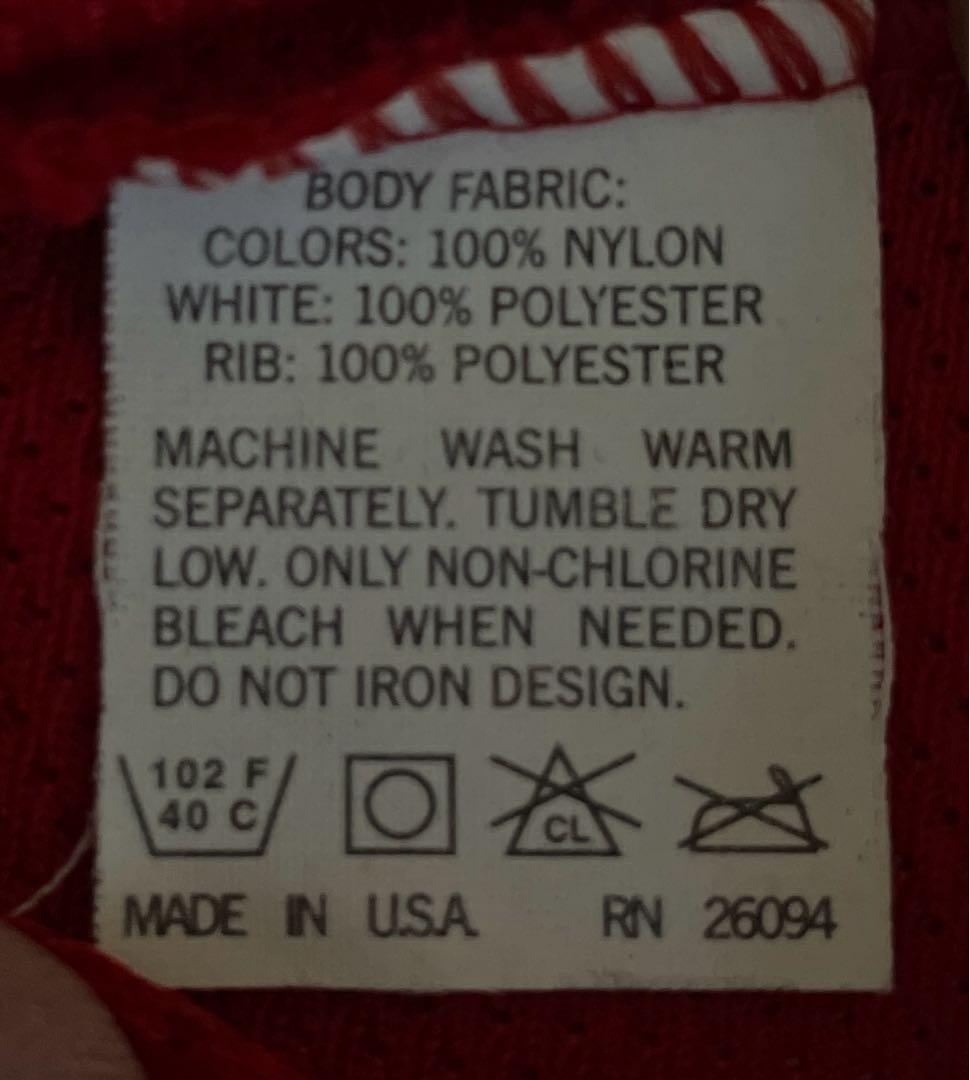 BODY FABRIC:
COLORS: 100% NYLON
WHITE: 100% POLYESTER
RIB: 100% POLYESTER
MACHINE WASH WARM
SEPARATELY. TUMBLE DRY
LOW. ONLY NON-CHLORINE
BLEACH WHEN NEEDED.
DO NOT IRON DESIGN.
102 F
40 C
CL
MADE IN U.S.A. RN 26094